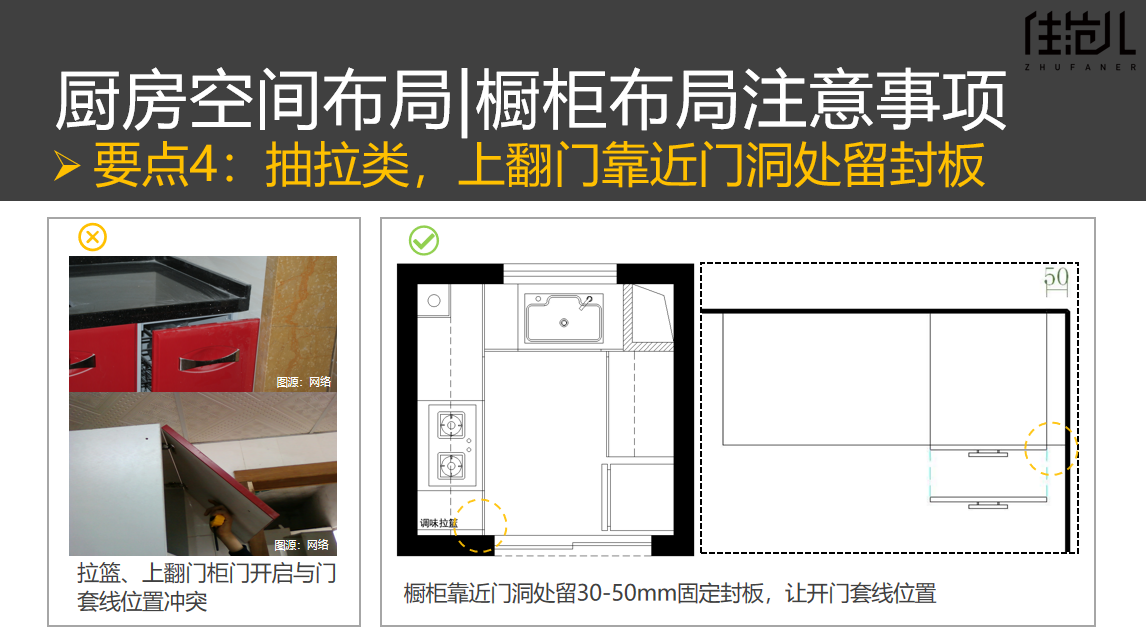 住范儿
ZHUFANER
厨房空间布局|橱柜布局注意事项
要点4：抽拉类，上翻门靠近门洞处留封板
图源：网络
图源：网络
拉篮、上翻门柜门开启与门
套线位置冲突
50
调味拉篮
橱柜靠近门洞处留30-50mm固定封板，让开门套线位置